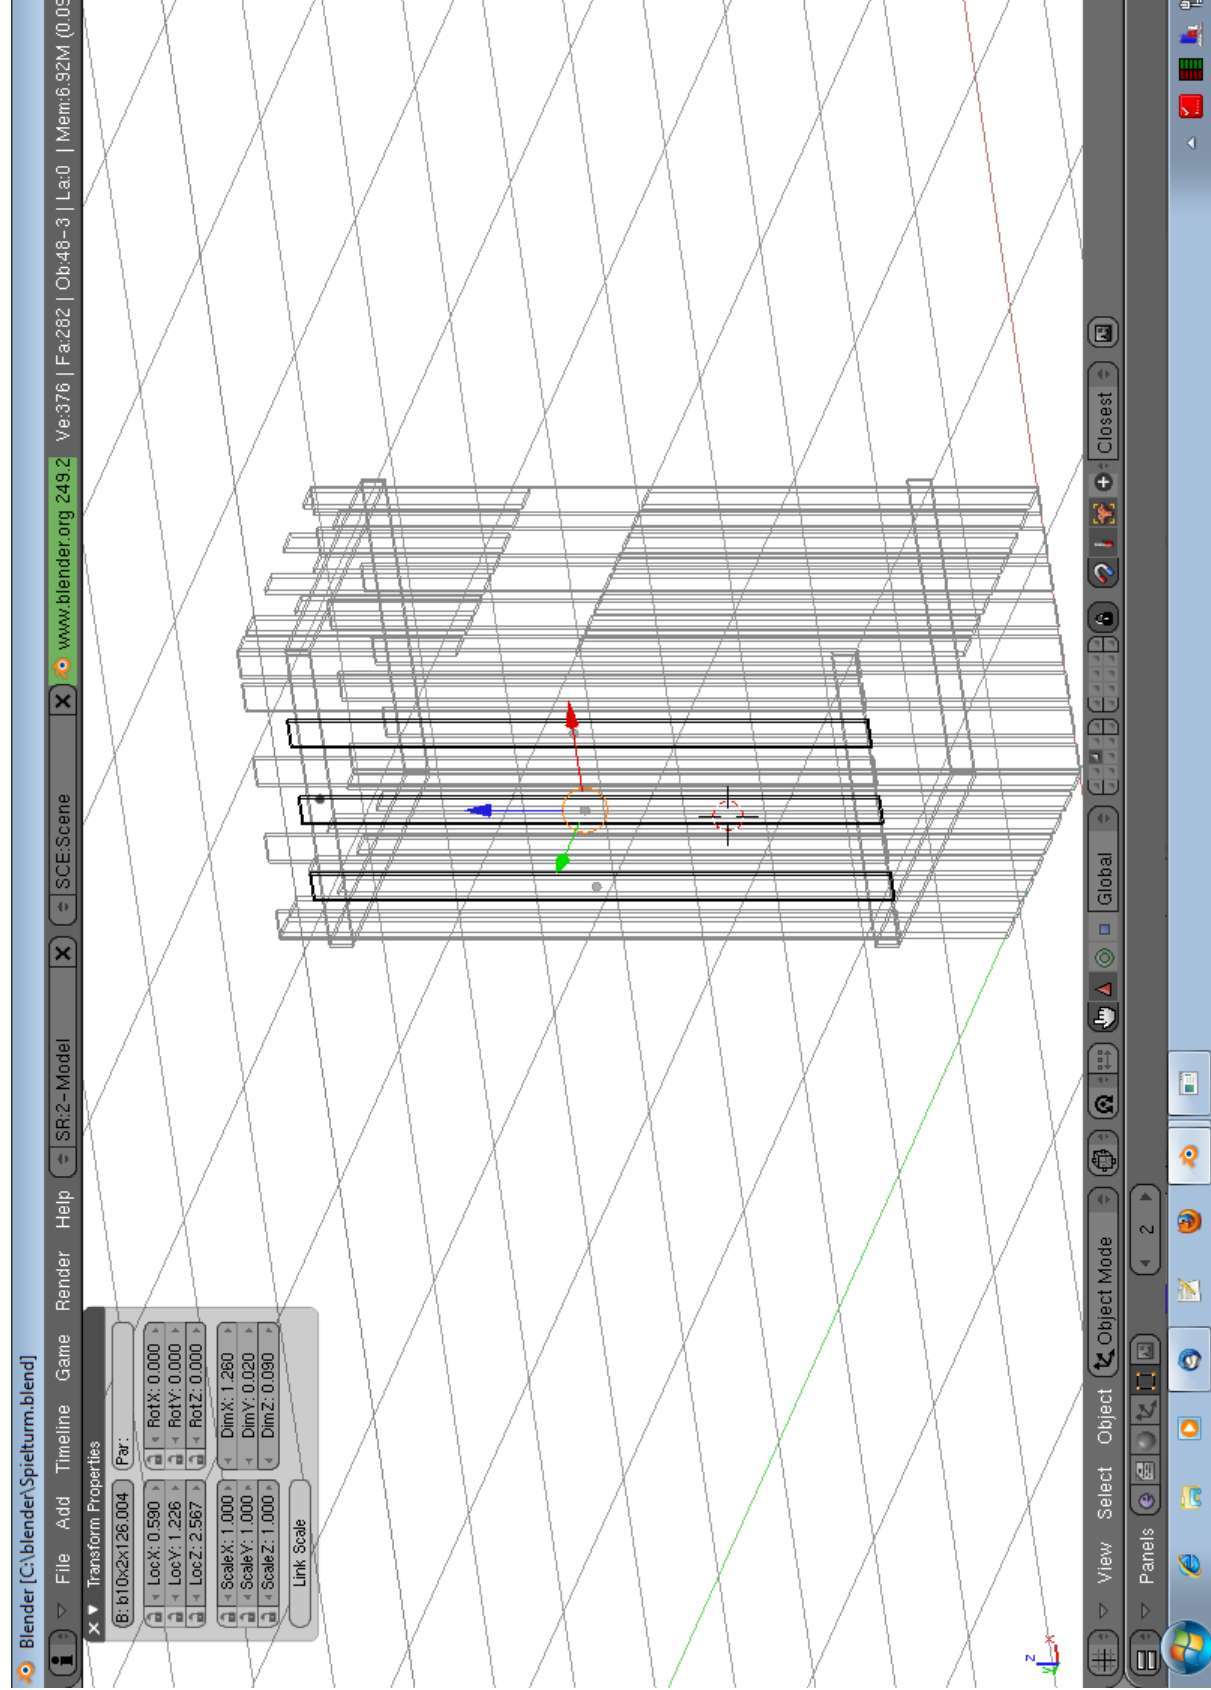 Blender [C:\blender\Spielturm.blend]
File Add Timeline Game Render Help SR:2-Model SCE:Scene www.blender.org 249.2 Ve:376 | Fa:282 | Ob:48-3 | La:0 | Mem:6.92M (0.09
Transform Properties
B: b10x2x126.004 Par:
LocX: 0.590 RotX: 0.000
LocY: 1.226 RotY: 0.000
LocZ: 2.567 RotZ: 0.000
ScaleX: 1.000 DimX: 1.260
ScaleY: 1.000 DimY: 0.020
ScaleZ: 1.000 DimZ: 0.090
Link Scale
z
x
y
View Select Object Object Mode Global Closest
Panels 2